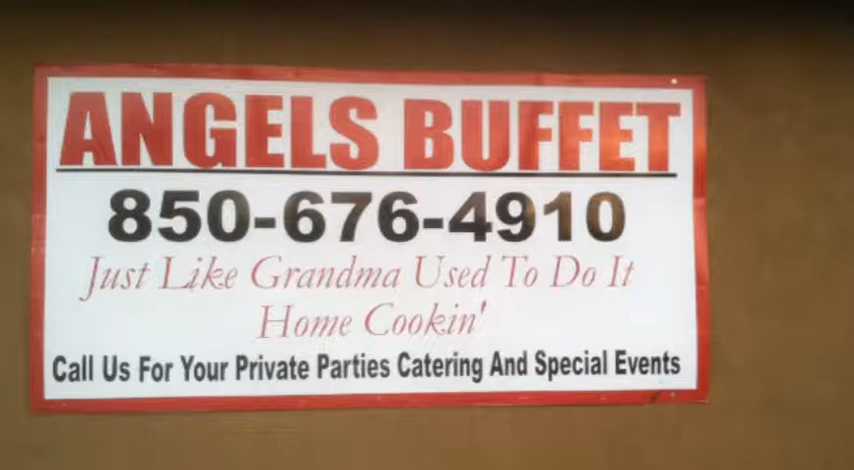 ANGELS BUFFET
850-676-4910
Just Like Grandma Used To Do It
Home Cookin'
Call Us For Your Private Parties Catering And Special Events